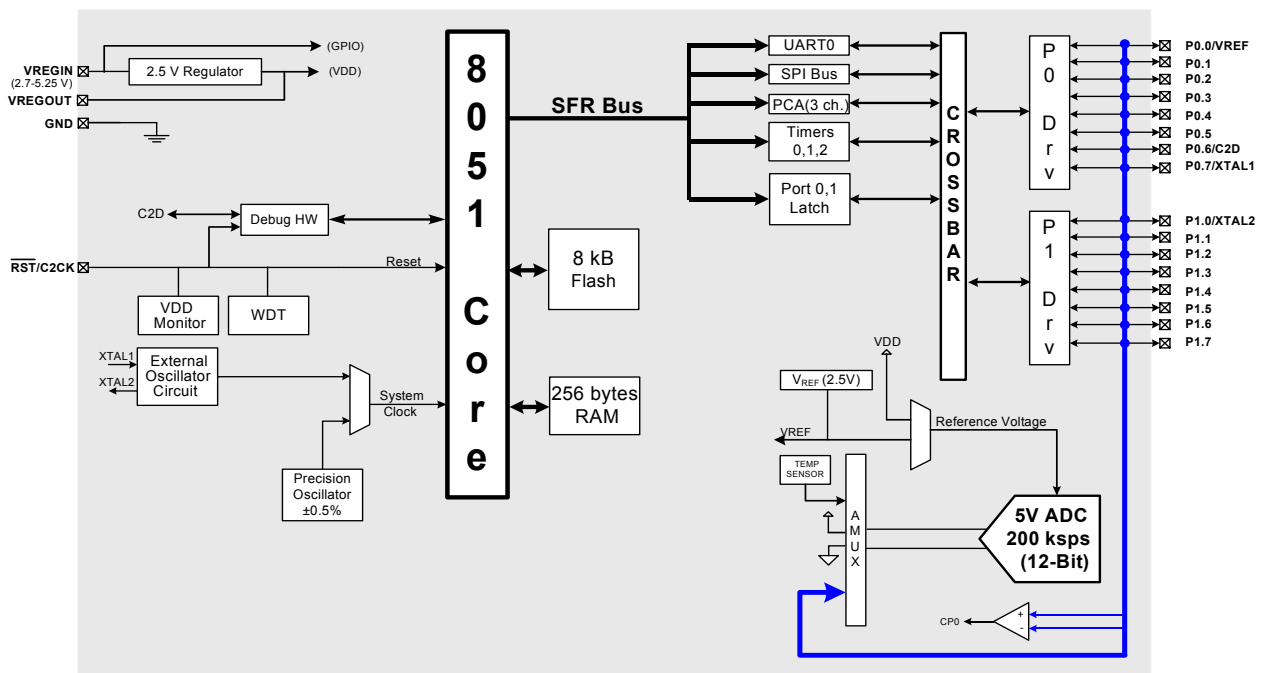 VREGIN
(2.7-5.25 V)
2.5 V Regulator
(GPIO)
(VDD)
VREGOUT
GND
C2D
Debug HW
RST/C2CK
Reset
VDD
Monitor
WDT
XTAL1
XTAL2
External
Oscillator
Circuit
System
Clock
Precision
Oscillator
±0.5%
8
0
5
1
C
o
r
e
SFR Bus
8 kB
Flash
256 bytes
RAM
UART0
SPI Bus
PCA(3 ch.)
Timers
0,1,2
Port 0,1
Latch
C
R
O
S
S
B
A
R
P
0
D
r
v
P
1
D
r
v
P0.0/VREF
P0.1
P0.2
P0.3
P0.4
P0.5
P0.6/C2D
P0.7/XTAL1
P1.0/XTAL2
P1.1
P1.2
P1.3
P1.4
P1.5
P1.6
P1.7
VDD
VREF (2.5V)
VREF
Reference Voltage
TEMP
SENSOR
A
M
U
X
5V ADC
200 ksps
(12-Bit)
CP0
+
-